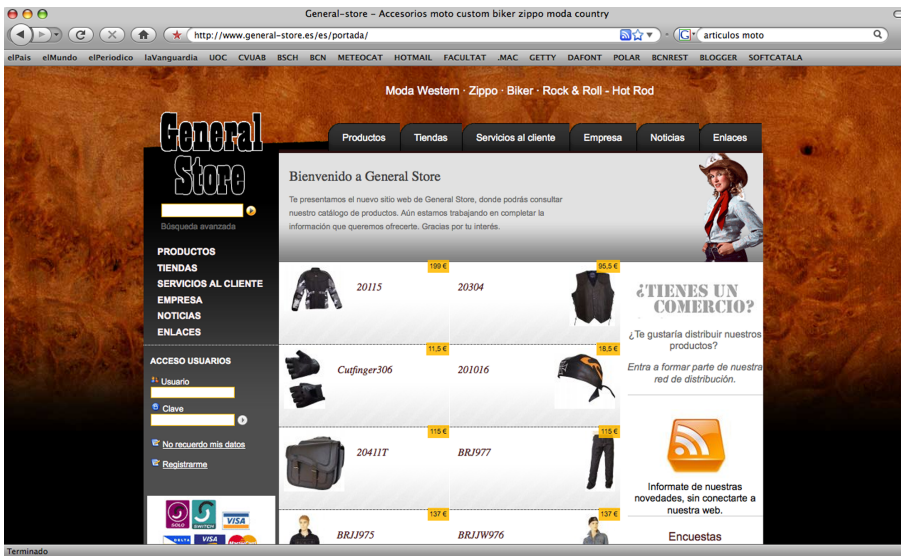 General-store - Accesorios moto custom biker zippo moda country
http://www.general-store.es/es/portada/
articulos moto
elPais elMundo elPeriodico laVanguardia UOC CVUAB BSCH BCN METEOCAT HOTMAIL FACULTAT .MAC GETTY DAFONT POLAR BCNREST BLOGGER SOFTCATALA
Moda Western · Zippo · Biker · Rock & Roll - Hot Rod
General
Store
Productos Tiendas Servicios al cliente Empresa Noticias Enlaces
Búsqueda avanzada
PRODUCTOS
TIENDAS
SERVICIOS AL CLIENTE
EMPRESA
NOTICIAS
ENLACES
ACCESO USUARIOS
Usuario
Clave
No recuerdo mis datos
Registrarme
SOLO SWITCH VISA
DELTA VISA MasterCard
Bienvenido a General Store
Te presentamos el nuevo sitio web de General Store, donde podrás consultar
nuestro catálogo de productos. Aún estamos trabajando en completar la
información que queremos ofrecerte. Gracias por tu interés.
199 €
20115
95,5 €
20304
11,5 €
Cutfinger306
18,5 €
201016
115 €
20411T
115 €
BRJ977
137 €
BRJJ975
137 €
BRJJW976
¿TIENES UN
COMERCIO?
¿Te gustaría distribuir nuestros
productos?
Entra a formar parte de nuestra
red de distribución.
Informate de nuestras
novedades, sin conectarte a
nuestra web.
Encuestas
Terminado